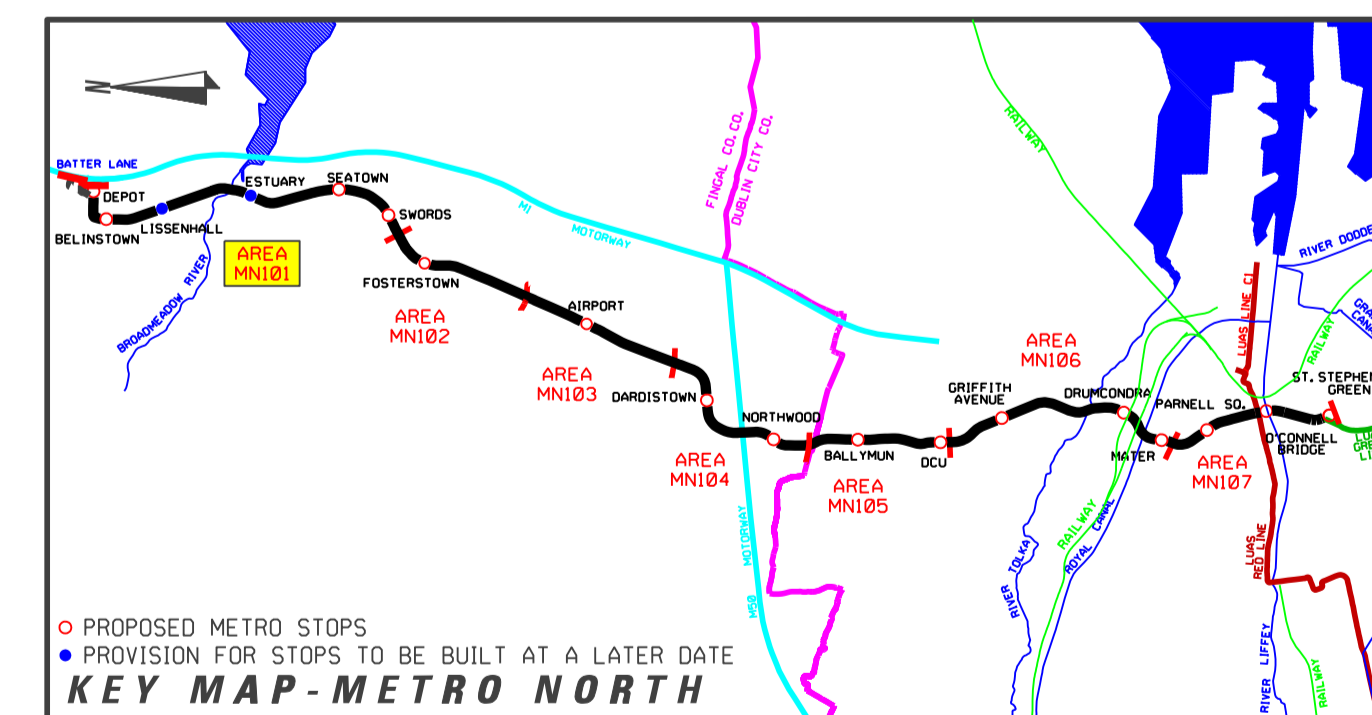 N
BATTER LANE
DEPOT
BELINSTOWN
LISSENHALL
ESTUARY
SEATOWN
SWORDS
BROADMEADOW RIVER
AREA
MN101
FOSTERSTOWN
AREA
MN102
AIRPORT
AREA
MN103
M1
MOTORWAY
FINGAL CO. CO.
DUBLIN CITY CO.
DARDISTOWN
NORTHWOOD
AREA
MN104
MOTORWAY
M50
BALLYMUN
AREA
MN105
DCU
GRIFFITH
AVENUE
AREA
MN106
RAILWAY
DRUMCONDRA
MATER
PARNELL SQ.
AREA
MN107
O'CONNELL
BRIDGE
ST. STEPHEN
GREEN
LUAS LINE C1
RIVER DODDE
RAILWAY
LUAS
RED LINE
RIVER TOLKA
RAILWAY
ROYAL CANAL
RIVER LIFFEY
RAILWAY
PROPOSED METRO STOPS
PROVISION FOR STOPS TO BE BUILT AT A LATER DATE
KEY MAP-METRO NORTH